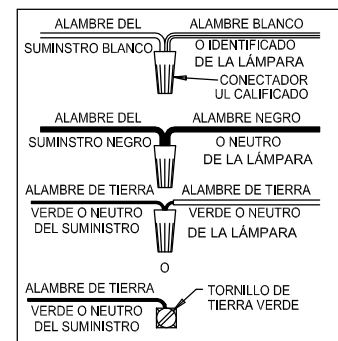 ALAMBRE DEL ALAMBRE BLANCO
SUMINSTRO BLANCO O IDENTIFICADO
DE LA LÁMPARA
CONECTADOR
UL CALIFICADO
ALAMBRE DEL ALAMBRE NEGRO
SUMINSTRO NEGRO O NEUTRO
DE LA LÁMPARA
ALAMBRE DE TIERRA ALAMBRE DE TIERRA
VERDE O NEUTRO VERDE O NEUTRO
DEL SUMINISTRO DE LA LÁMPARA
O
ALAMBRE DE TIERRA TORNILLO DE
VERDE O NEUTRO TIERRA VERDE
DEL SUMINISTRO